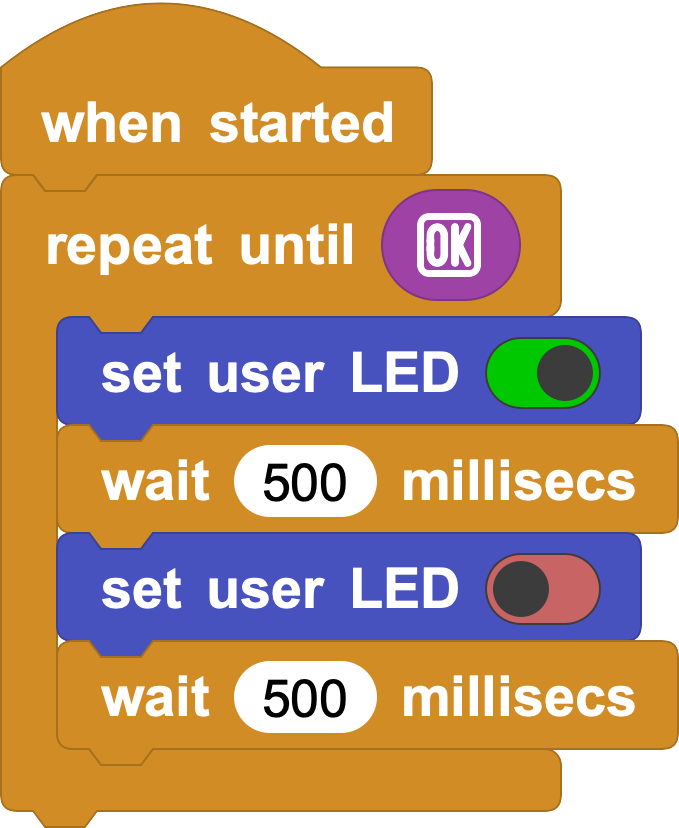 when started
repeat until OK
set user LED
wait 500 millisecs
set user LED
wait 500 millisecs